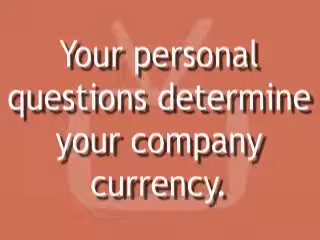 Your personal
questions determine
your company
currency.